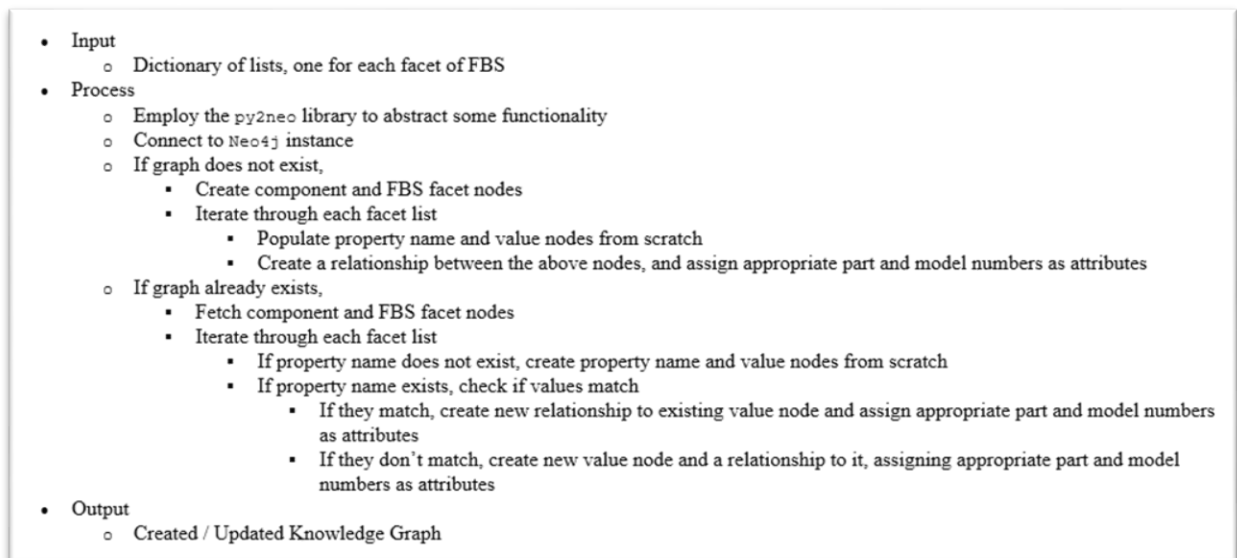 • Input
o Dictionary of lists, one for each facet of FBS
• Process
o Employ the py2neo library to abstract some functionality
o Connect to Neo4j instance
o If graph does not exist,
▪ Create component and FBS facet nodes
▪ Iterate through each facet list
▪ Populate property name and value nodes from scratch
▪ Create a relationship between the above nodes, and assign appropriate part and model numbers as attributes
o If graph already exists,
▪ Fetch component and FBS facet nodes
▪ Iterate through each facet list
▪ If property name does not exist, create property name and value nodes from scratch
▪ If property name exists, check if values match
▪ If they match, create new relationship to existing value node and assign appropriate part and model numbers
as attributes
▪ If they don't match, create new value node and a relationship to it, assigning appropriate part and model
numbers as attributes
• Output
o Created / Updated Knowledge Graph